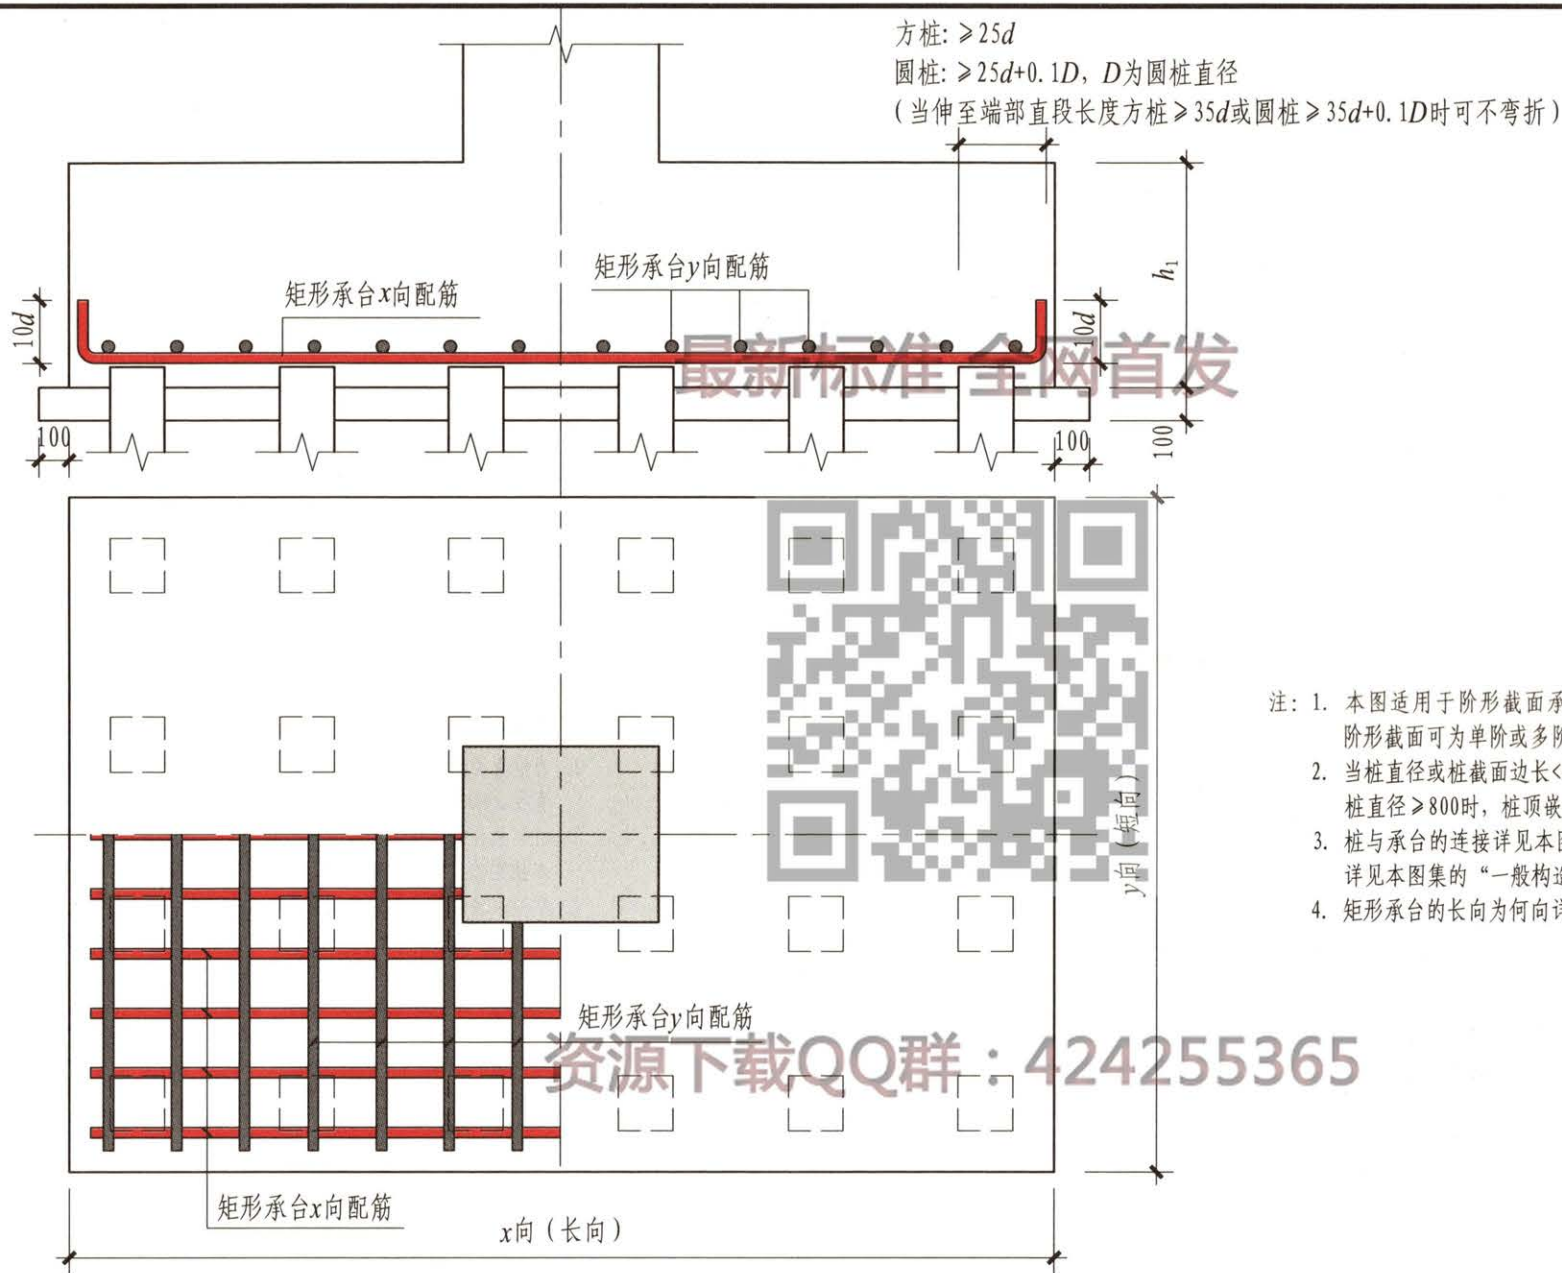 方桩: ≥25d
圆桩: ≥25d+0.1D, D为圆桩直径
(当伸至端部直段长度方桩≥35d或圆桩≥35d+0.1D时可不弯折)
矩形承台x向配筋
矩形承台y向配筋
10d
10d
h₁
最新标准 全网首发
100
100
100
y向(短向)
注: 1. 本图适用于阶形截面承
阶形截面可为单阶或多阶
2. 当桩直径或桩截面边长<
桩直径≥800时, 桩顶嵌
3. 桩与承台的连接详见本图
详见本图集的“一般构造
4. 矩形承台的长向为何向详
矩形承台y向配筋
资源下载QQ群:424255365
矩形承台x向配筋
x向(长向)